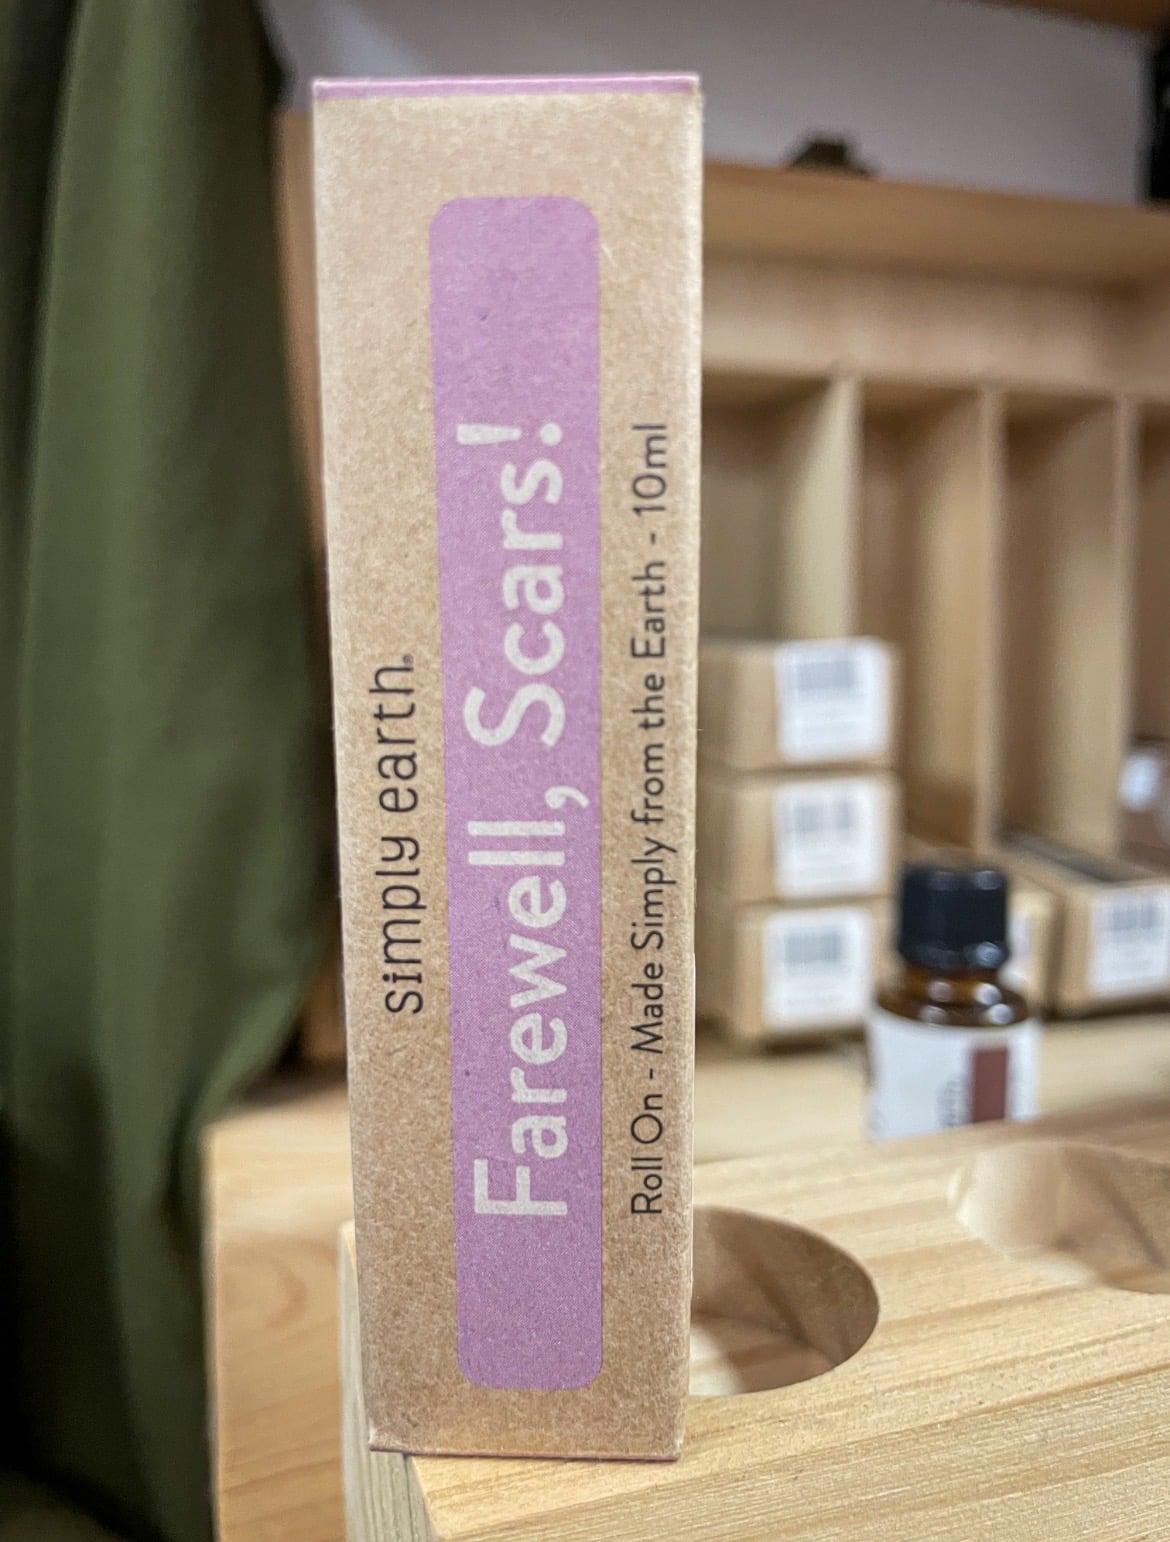 simply earth®
Farewell, Scars!
Roll On - Made Simply from the Earth - 10ml